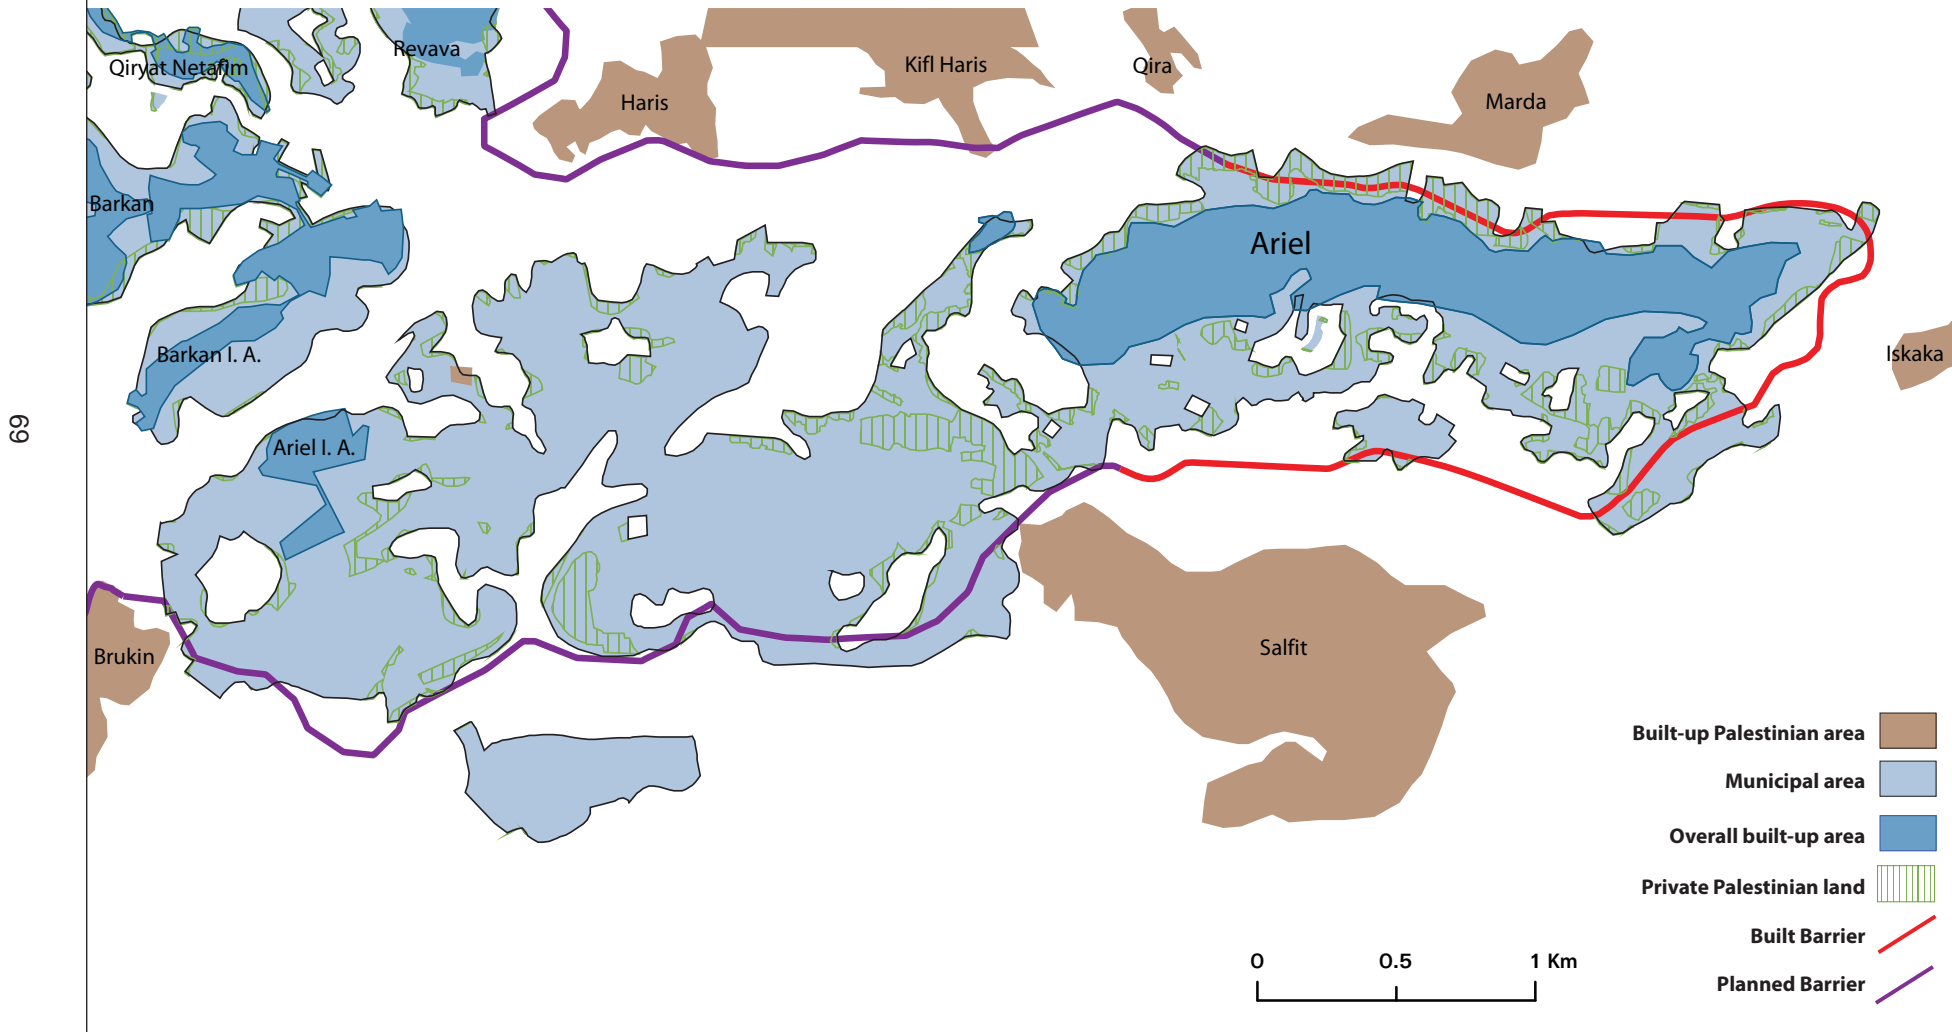 Revava
Qiryat Netafim
Haris
Kifl Haris
Qira
Marda
Barkan
Ariel
Barkan I. A.
Iskaka
Ariel I. A.
69
Brukin
Salfit
Built-up Palestinian area
Municipal area
Overall built-up area
Private Palestinian land
Built Barrier
Planned Barrier
0 0.5 1 Km